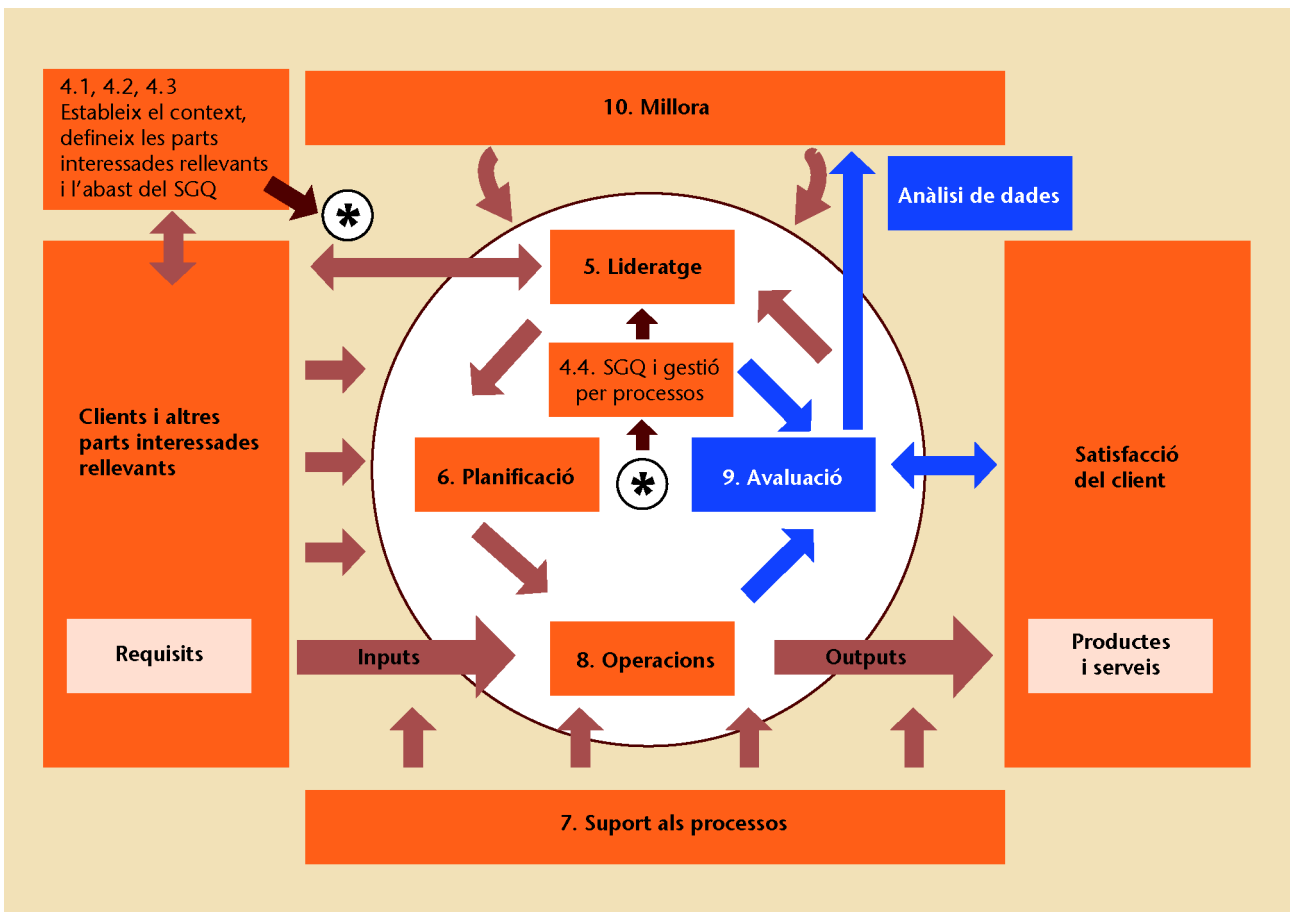 4.1, 4.2, 4.3
Estableix el context,
defineix les parts
interessades rellevants
i l’abast del SGQ
10. Millora
Anàlisi de dades
*
5. Lideratge
4.4. SGQ i gestió
per processos
Clients i altres
parts interessades
rellevants
6. Planificació
*
9. Avaluació
Satisfacció
del client
Requisits
Inputs
8. Operacions
Outputs
Productes
i serveis
7. Suport als processos